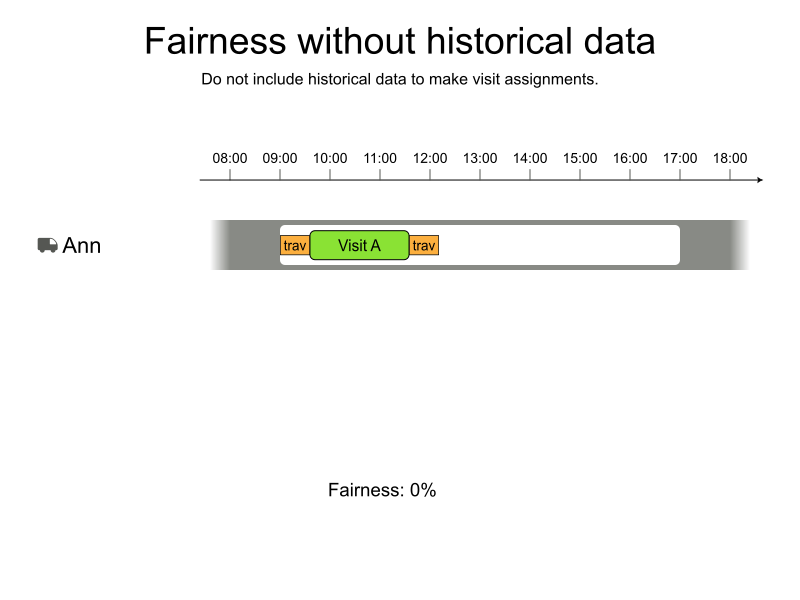 Fairness without historical data
Do not include historical data to make visit assignments.
08:00 09:00 10:00 11:00 12:00 13:00 14:00 15:00 16:00 17:00 18:00
Ann trav Visit A trav
Fairness: 0%